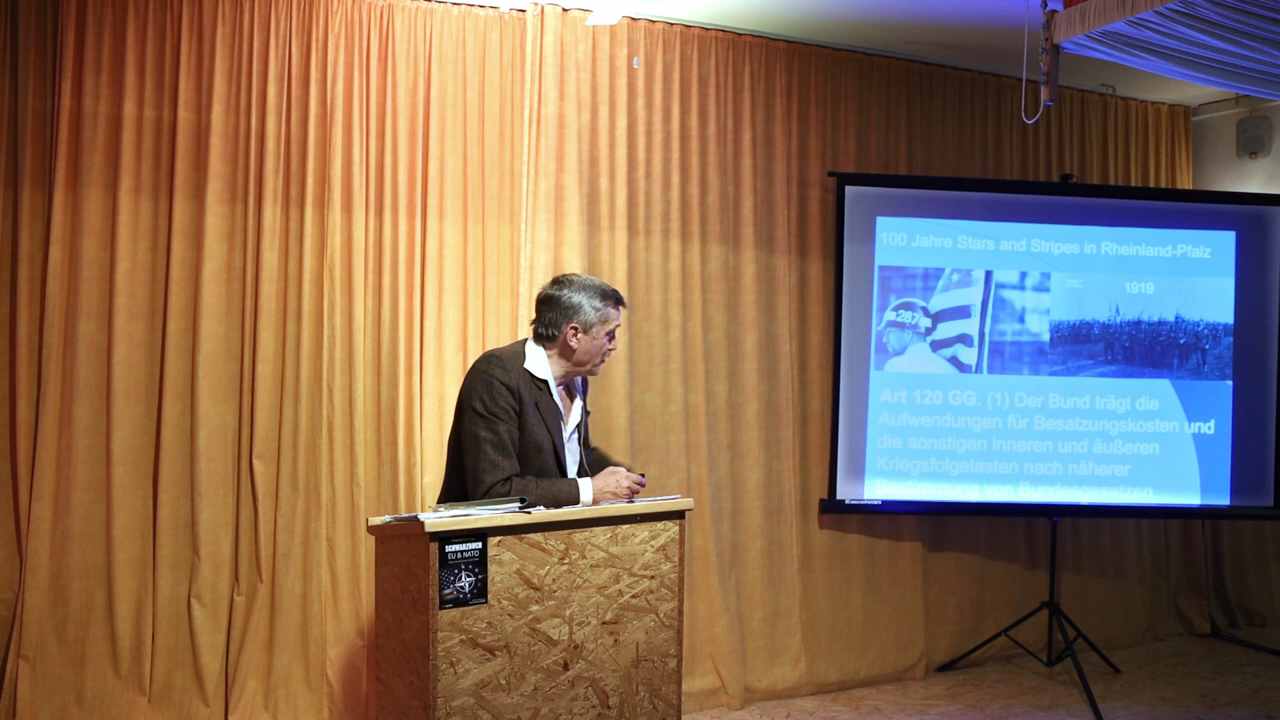 100 Jahre Stars and Stripes in Rheinland-Pfalz
1919
287
Art 120 GG. (1) Der Bund trägt die
Aufwendungen für Besatzungskosten und
die sonstigen inneren und äußeren
Kriegsfolgelasten nach näherer
SCHWARZBUCH
EU & NATO